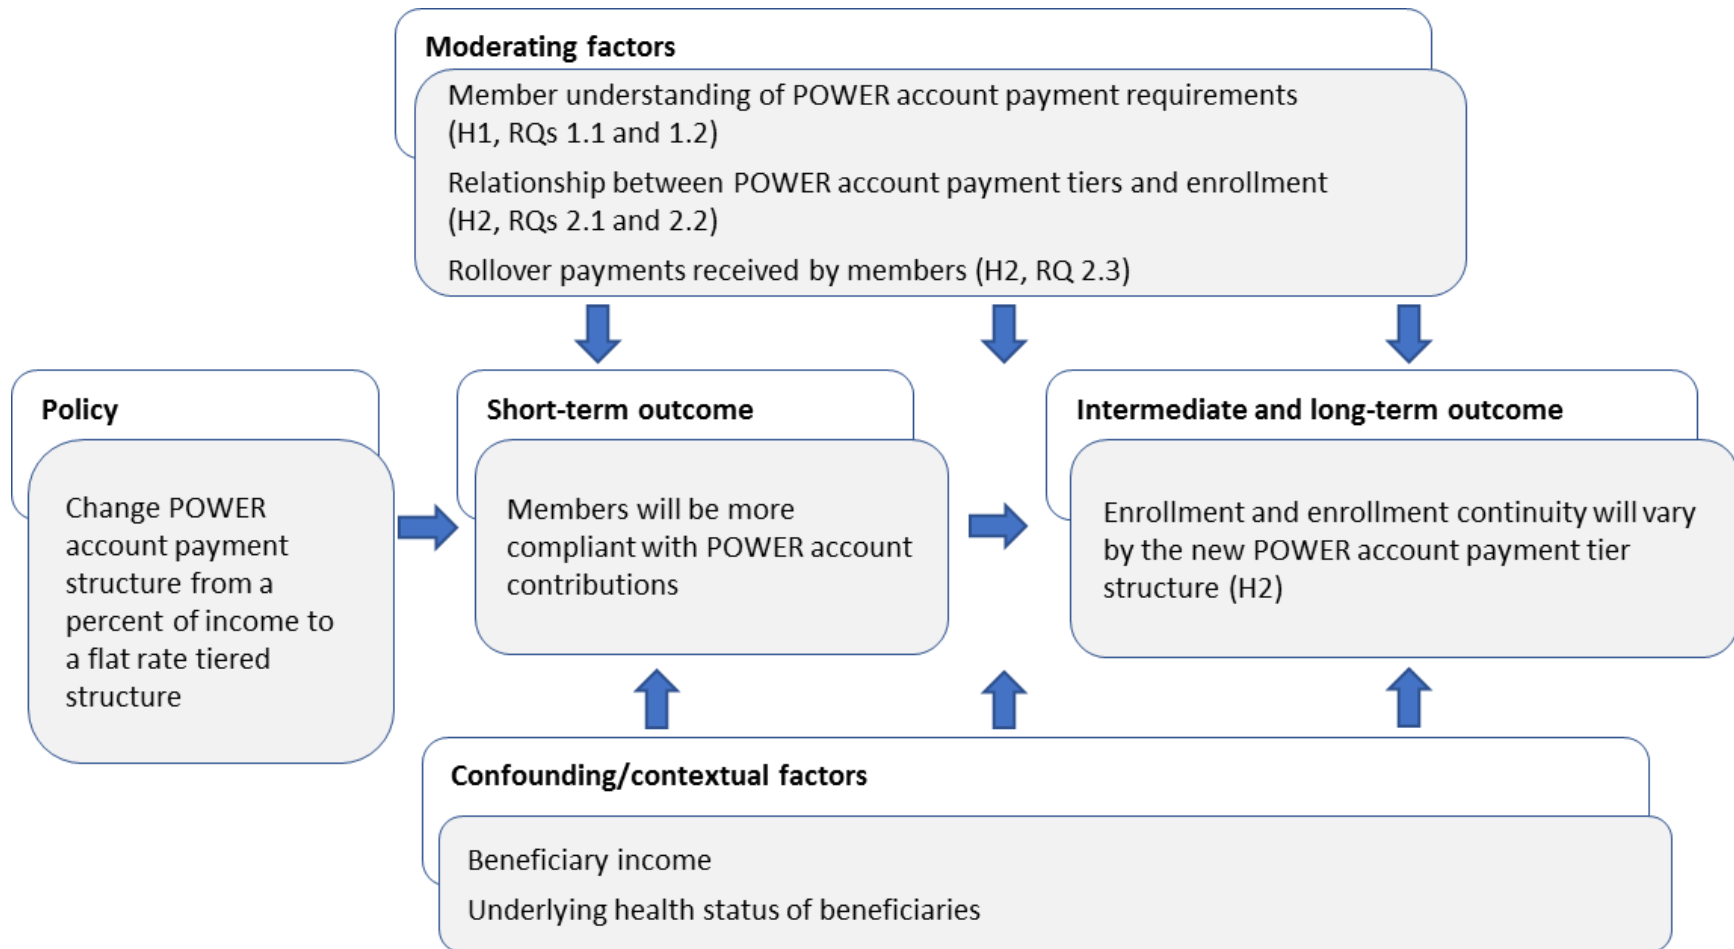 Moderating factors
Member understanding of POWER account payment requirements
(H1, RQs 1.1 and 1.2)
Relationship between POWER account payment tiers and enrollment
(H2, RQs 2.1 and 2.2)
Rollover payments received by members (H2, RQ 2.3)
Policy
Change POWER
account payment
structure from a
percent of income to
a flat rate tiered
structure
Short-term outcome
Members will be more
compliant with POWER account
contributions
Intermediate and long-term outcome
Enrollment and enrollment continuity will vary
by the new POWER account payment tier
structure (H2)
Confounding/contextual factors
Beneficiary income
Underlying health status of beneficiaries